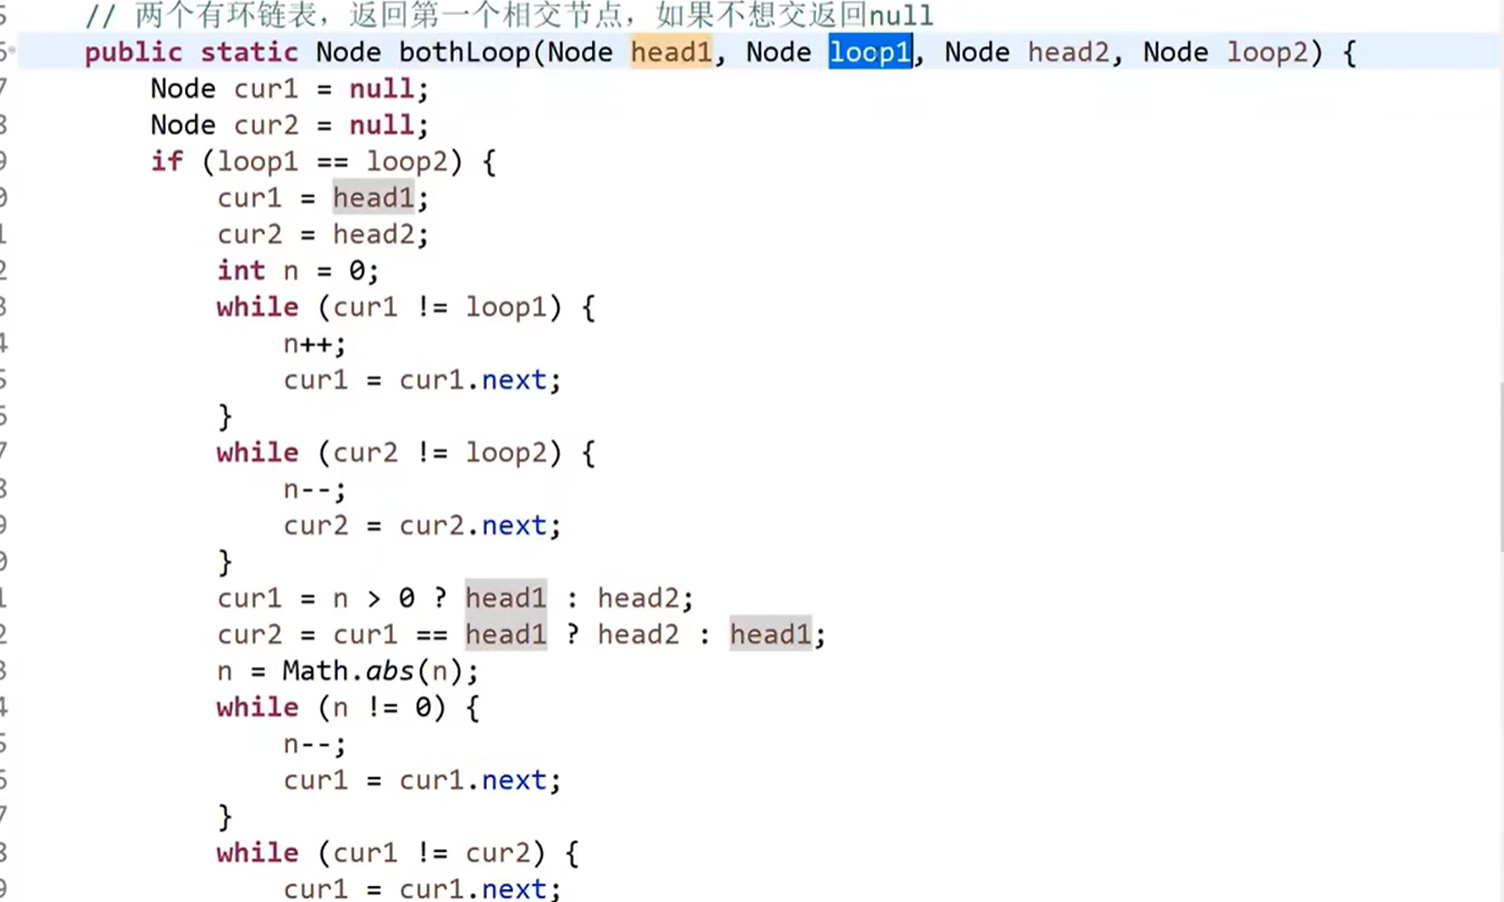 // 两个有环链表，返回第一个相交节点，如果不想交返回null
public static Node bothLoop(Node head1, Node loop1, Node head2, Node loop2) {
Node cur1 = null;
Node cur2 = null;
if (loop1 == loop2) {
cur1 = head1;
cur2 = head2;
int n = 0;
while (cur1 != loop1) {
n++;
cur1 = cur1.next;
}
while (cur2 != loop2) {
n--;
cur2 = cur2.next;
}
cur1 = n > 0 ? head1 : head2;
cur2 = cur1 == head1 ? head2 : head1;
n = Math.abs(n);
while (n != 0) {
n--;
cur1 = cur1.next;
}
while (cur1 != cur2) {
cur1 = cur1.next;